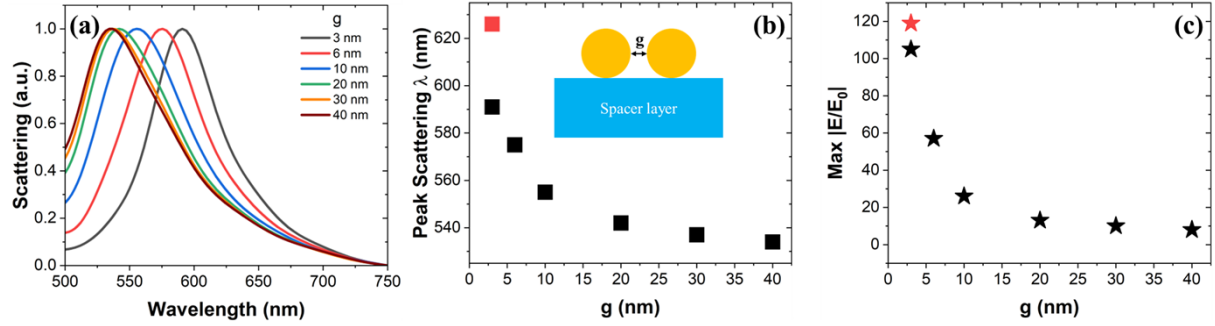 (a)
g
3 nm
6 nm
10 nm
20 nm
30 nm
40 nm
Scattering (a.u.)
1.0
0.8
0.6
0.4
0.2
0.0
500 550 600 650 700 750
Wavelength (nm)
(b)
g
Spacer layer
Peak Scattering λ (nm)
620
600
580
560
540
0 5 10 15 20 25 30 35 40
g (nm)
(c)
Max |E/E₀|
120
100
80
60
40
20
0
0 5 10 15 20 25 30 35 40
g (nm)